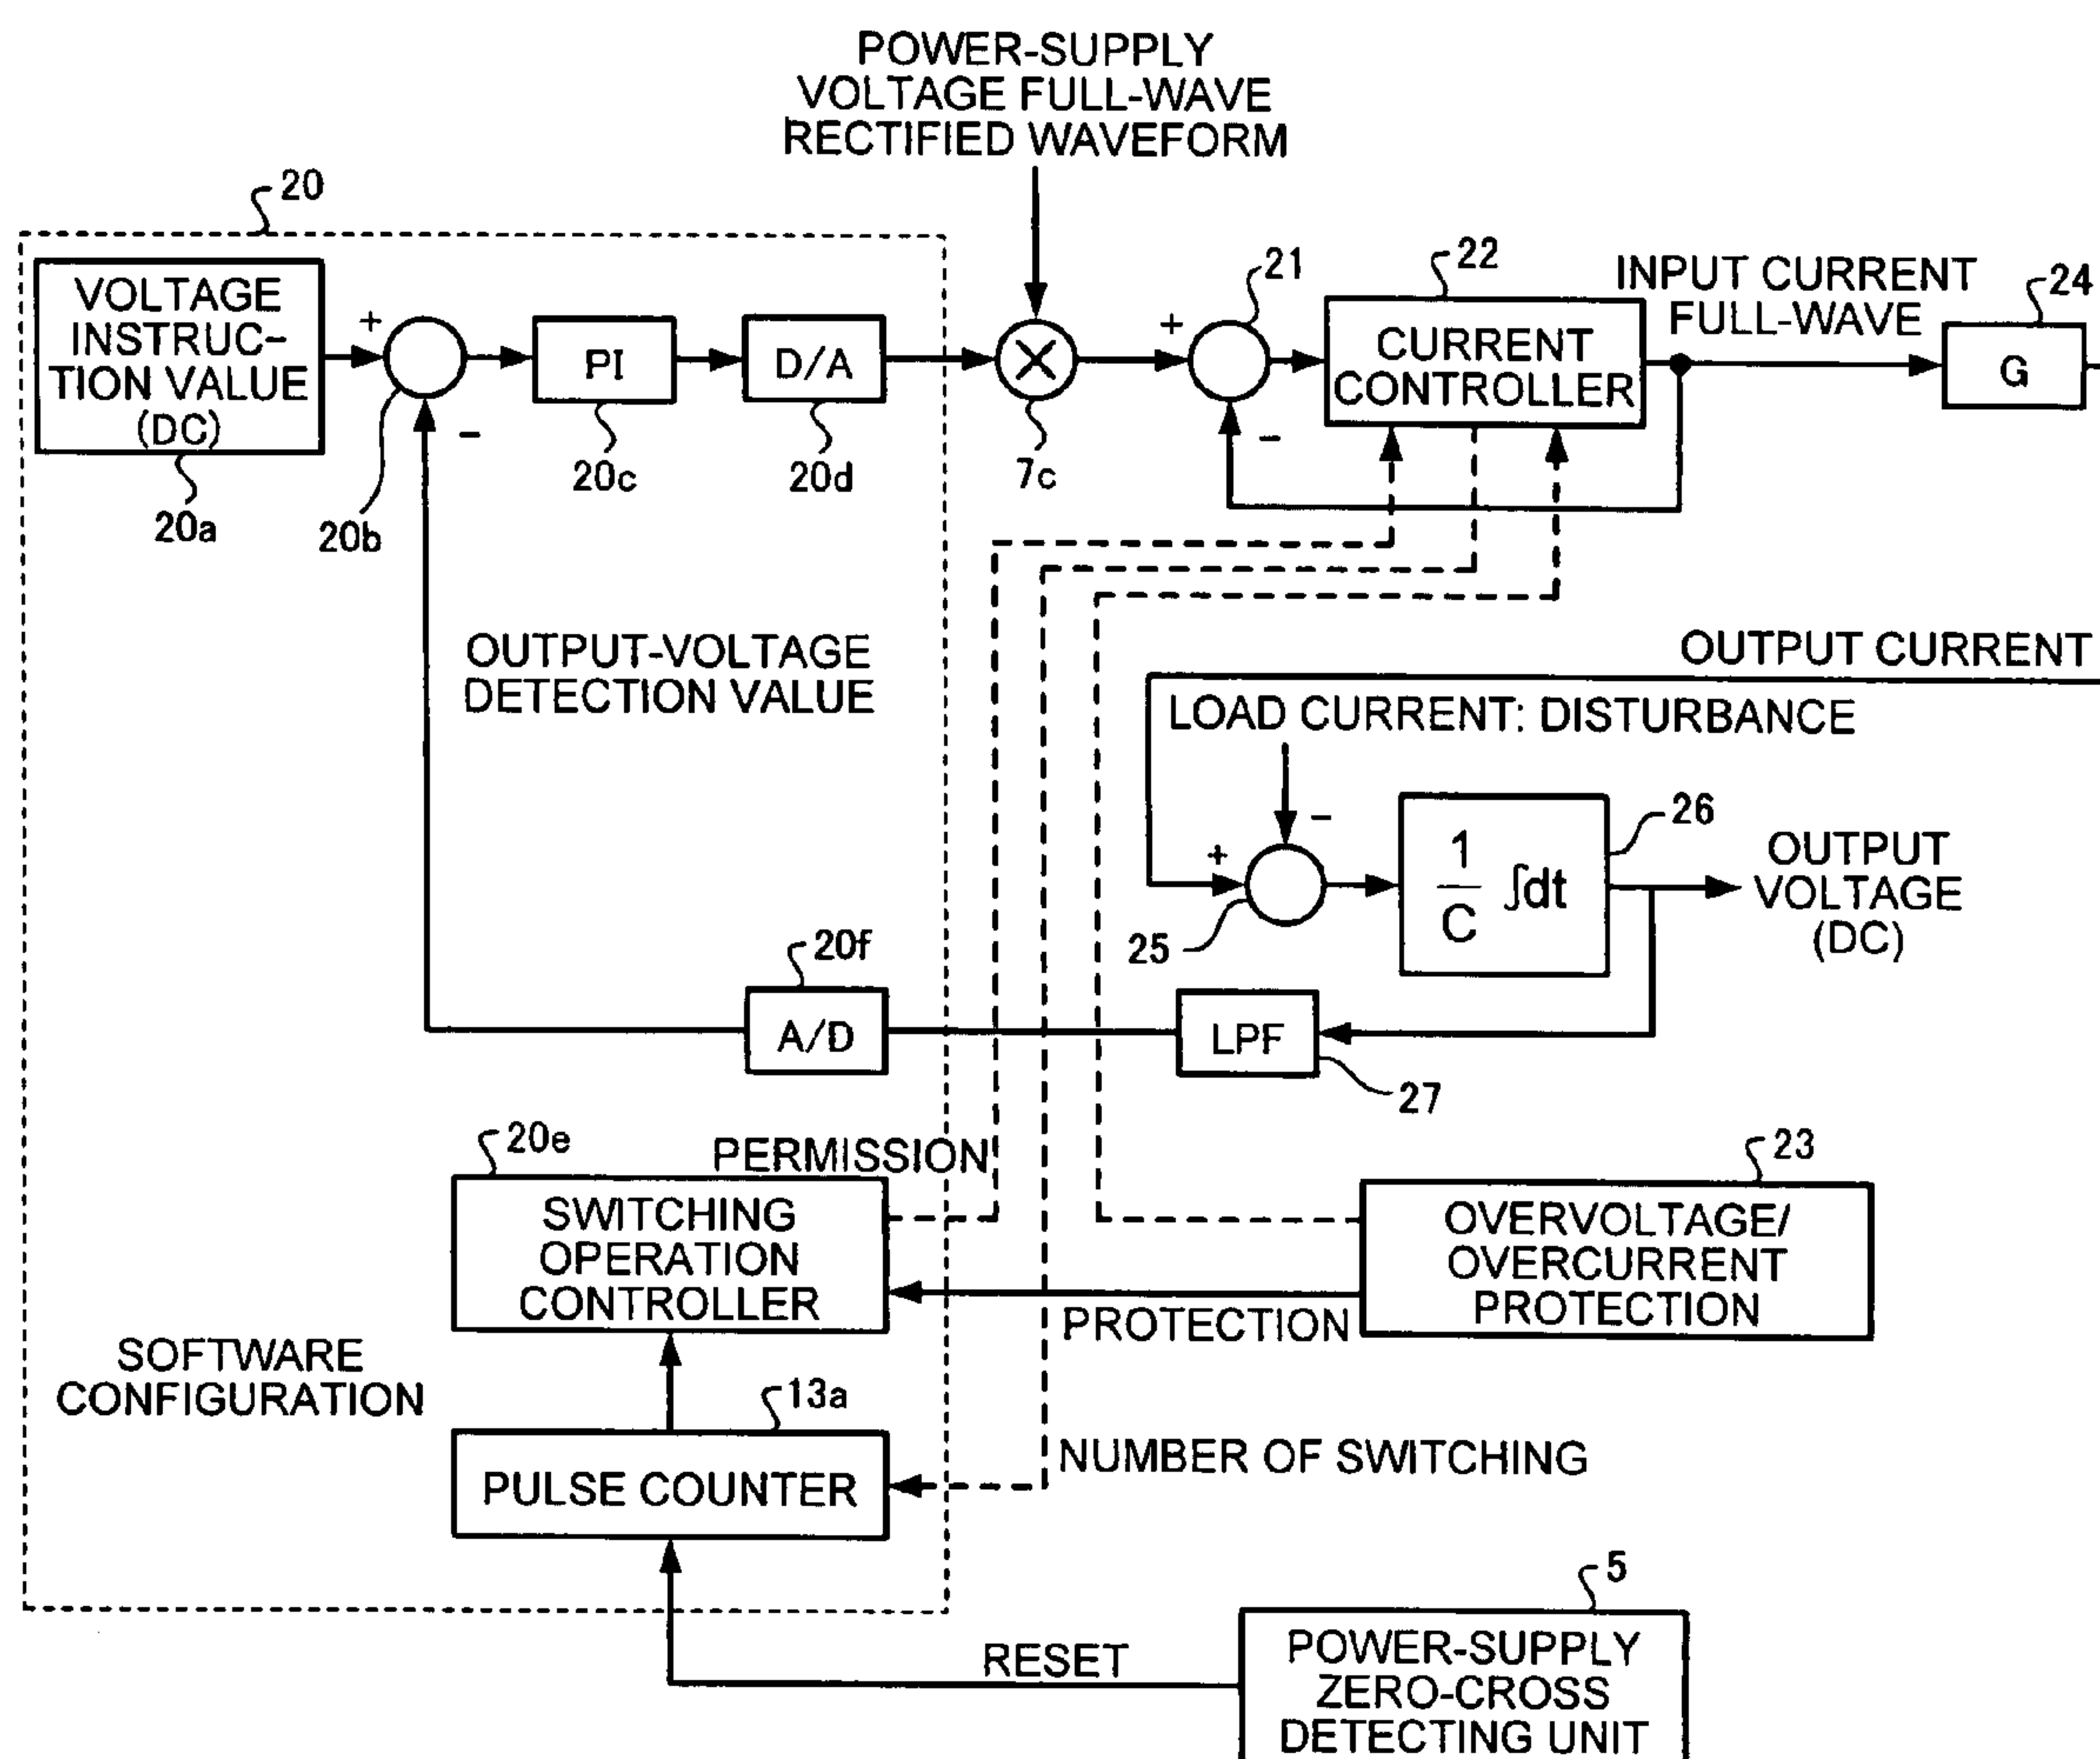 POWER-SUPPLY
VOLTAGE FULL-WAVE
RECTIFIED WAVEFORM
20
VOLTAGE
INSTRUC-
TION VALUE
(DC)
20a
+
-
20b
PI
20c
D/A
20d
7c
+
-
21
22
CURRENT
CONTROLLER
INPUT CURRENT
FULL-WAVE
24
G
OUTPUT-VOLTAGE
DETECTION VALUE
OUTPUT CURRENT
LOAD CURRENT: DISTURBANCE
-
+
25
1
C
∫dt
26
OUTPUT
VOLTAGE
(DC)
20f
A/D
LPF
27
20e
PERMISSION
SWITCHING
OPERATION
CONTROLLER
23
OVERVOLTAGE/
OVERCURRENT
PROTECTION
PROTECTION
SOFTWARE
CONFIGURATION
13a
PULSE COUNTER
NUMBER OF SWITCHING
5
RESET
POWER-SUPPLY
ZERO-CROSS
DETECTING UNIT